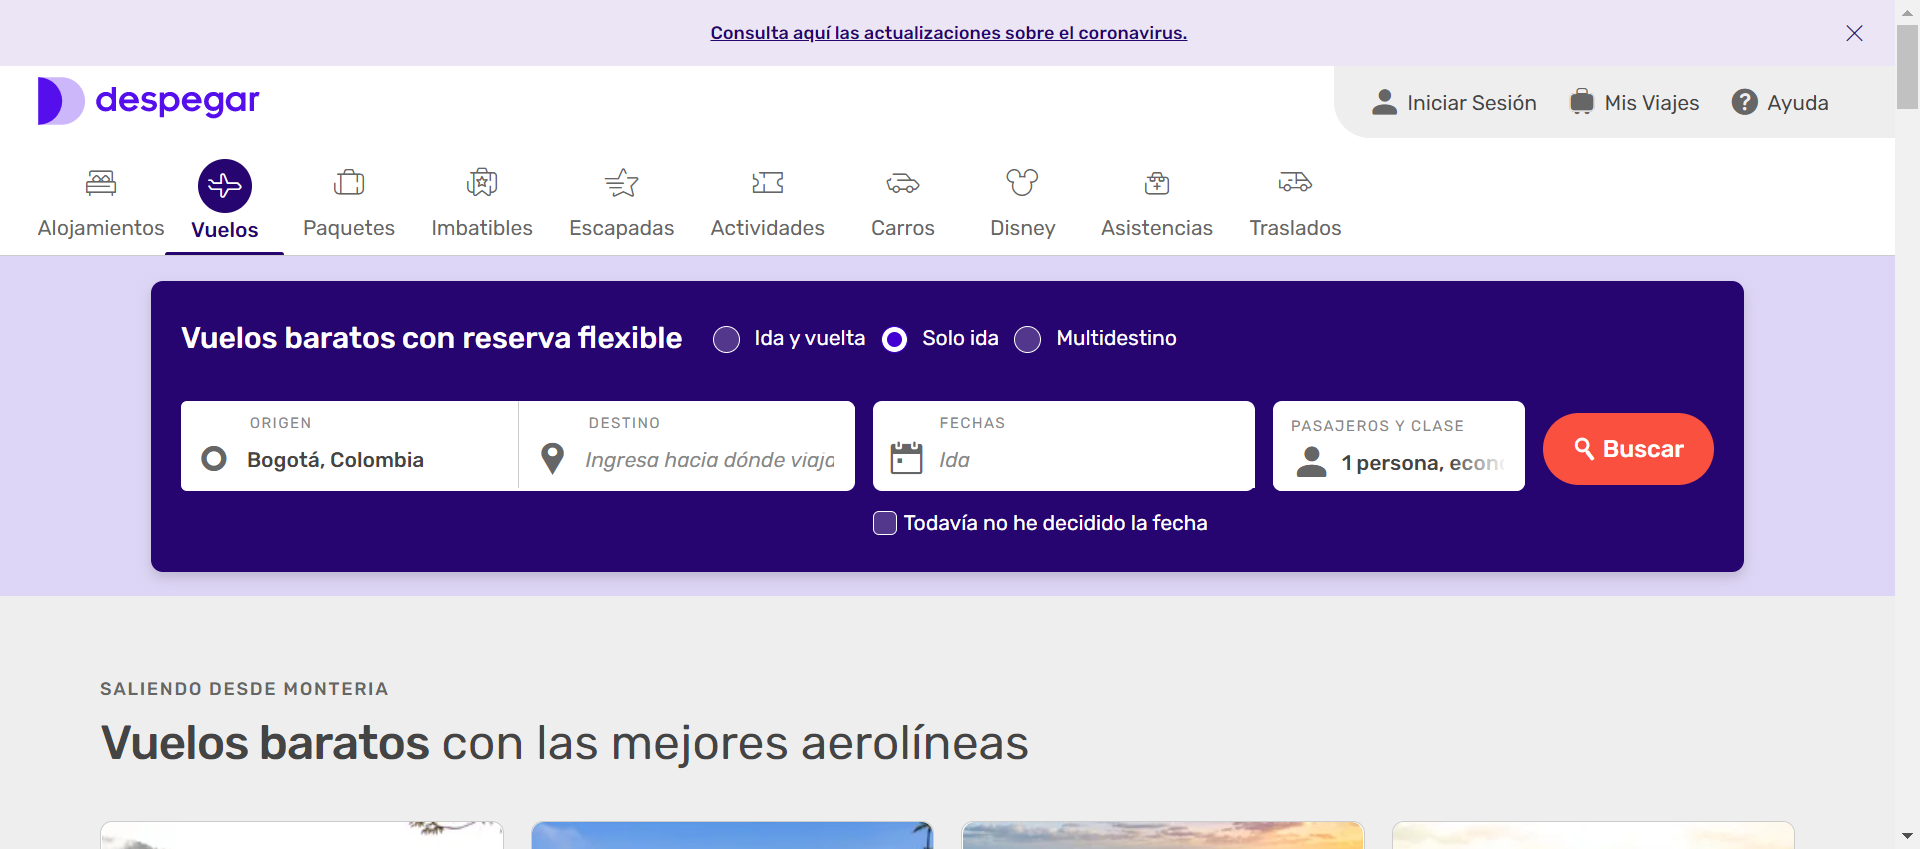 Consulta aquí las actualizaciones sobre el coronavirus.
despegar
Iniciar Sesión
Mis Viajes
Ayuda
Alojamientos
Vuelos
Paquetes
Imbatibles
Escapadas
Actividades
Carros
Disney
Asistencias
Traslados
Vuelos baratos con reserva flexible
Ida y vuelta
Solo ida
Multidestino
ORIGEN
Bogotá, Colombia
DESTINO
Ingresa hacia dónde viaja
FECHAS
Ida
PASAJEROS Y CLASE
1 persona, econ
Buscar
Todavía no he decidido la fecha
SALIENDO DESDE MONTERIA
Vuelos baratos con las mejores aerolíneas